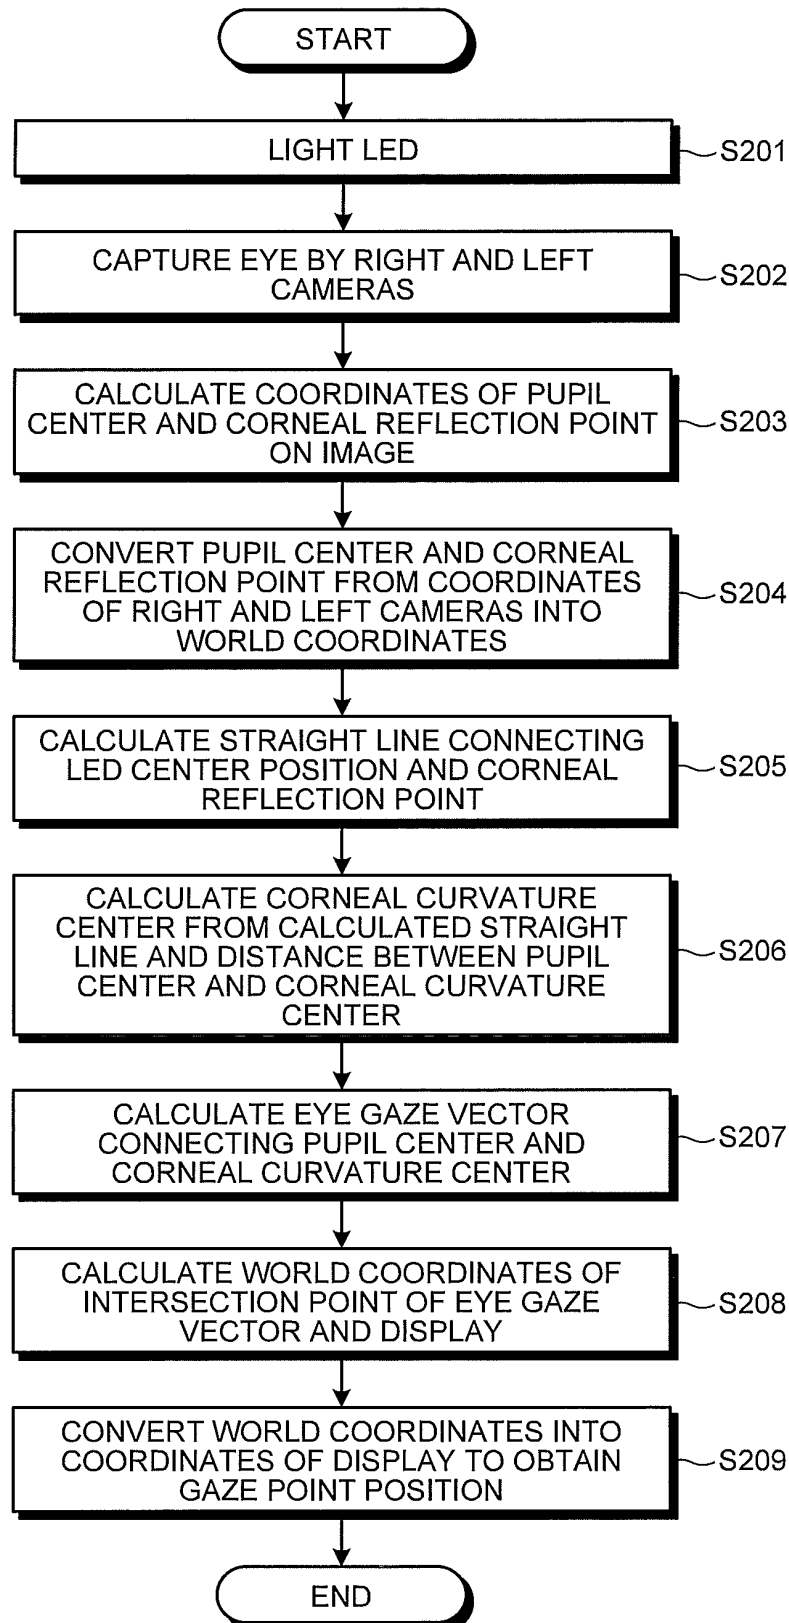 START
LIGHT LED
S201
CAPTURE EYE BY RIGHT AND LEFT
CAMERAS
S202
CALCULATE COORDINATES OF PUPIL
CENTER AND CORNEAL REFLECTION POINT
ON IMAGE
S203
CONVERT PUPIL CENTER AND CORNEAL
REFLECTION POINT FROM COORDINATES
OF RIGHT AND LEFT CAMERAS INTO
WORLD COORDINATES
S204
CALCULATE STRAIGHT LINE CONNECTING
LED CENTER POSITION AND CORNEAL
REFLECTION POINT
S205
CALCULATE CORNEAL CURVATURE
CENTER FROM CALCULATED STRAIGHT
LINE AND DISTANCE BETWEEN PUPIL
CENTER AND CORNEAL CURVATURE
CENTER
S206
CALCULATE EYE GAZE VECTOR
CONNECTING PUPIL CENTER AND
CORNEAL CURVATURE CENTER
S207
CALCULATE WORLD COORDINATES OF
INTERSECTION POINT OF EYE GAZE
VECTOR AND DISPLAY
S208
CONVERT WORLD COORDINATES INTO
COORDINATES OF DISPLAY TO OBTAIN
GAZE POINT POSITION
S209
END